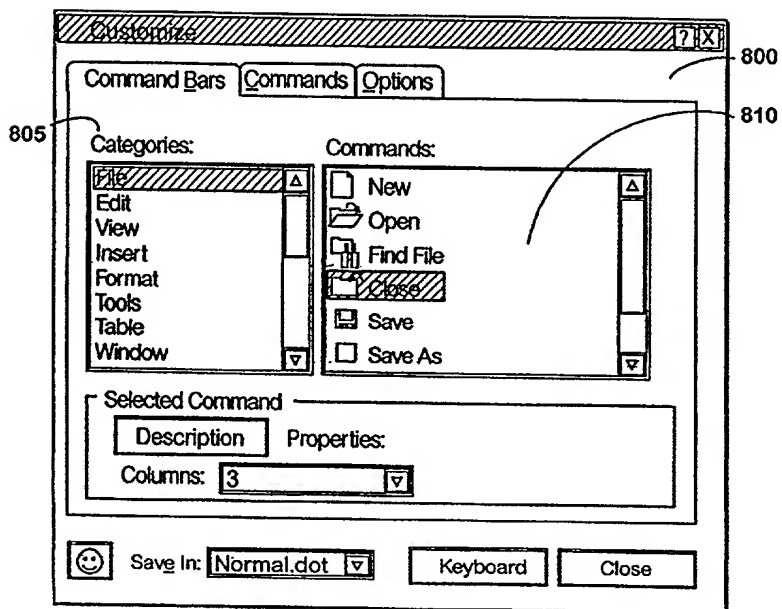 Customize ? X
800
Command Bars Commands Options
810
805
Categories: Commands:
File
Edit
View
Insert
Format
Tools
Table
Window
New
Open
Find File
Close
Save
Save As
Selected Command
Description Properties:
Columns: 3
Save In: Normal.dot Keyboard Close